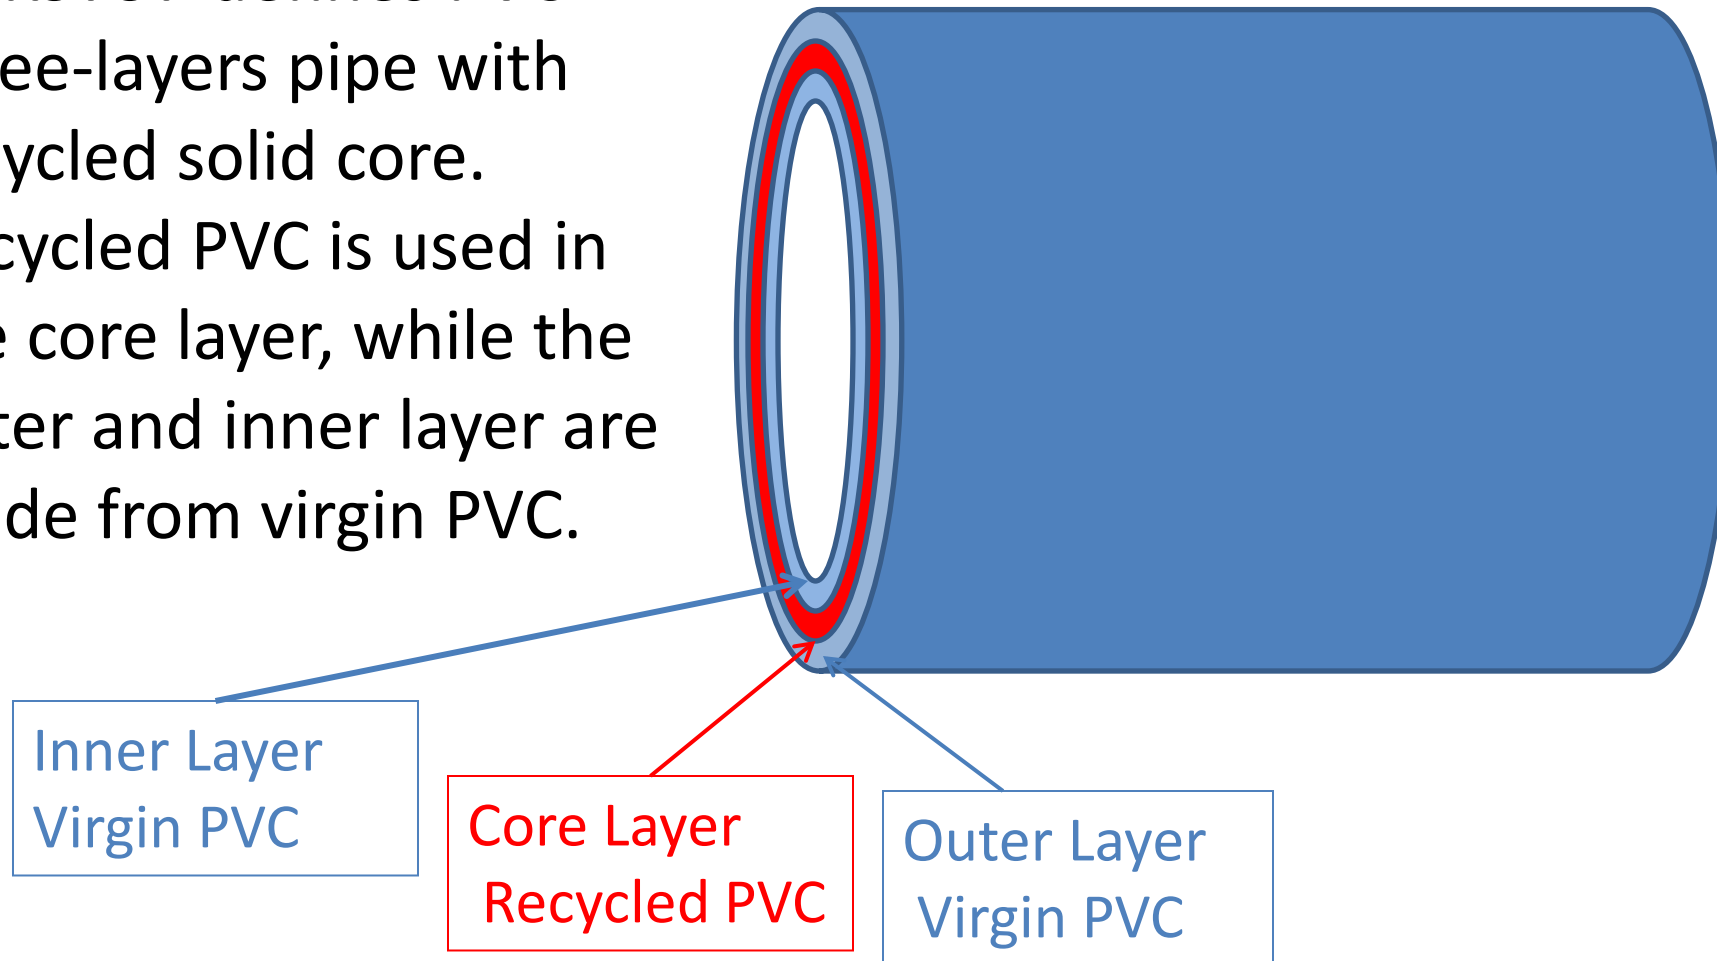 ee-layers pipe with
ycled solid core.
cycled PVC is used in
e core layer, while the
ter and inner layer are
de from virgin PVC.
Inner Layer
Virgin PVC
Core Layer
Recycled PVC
Outer Layer
Virgin PVC